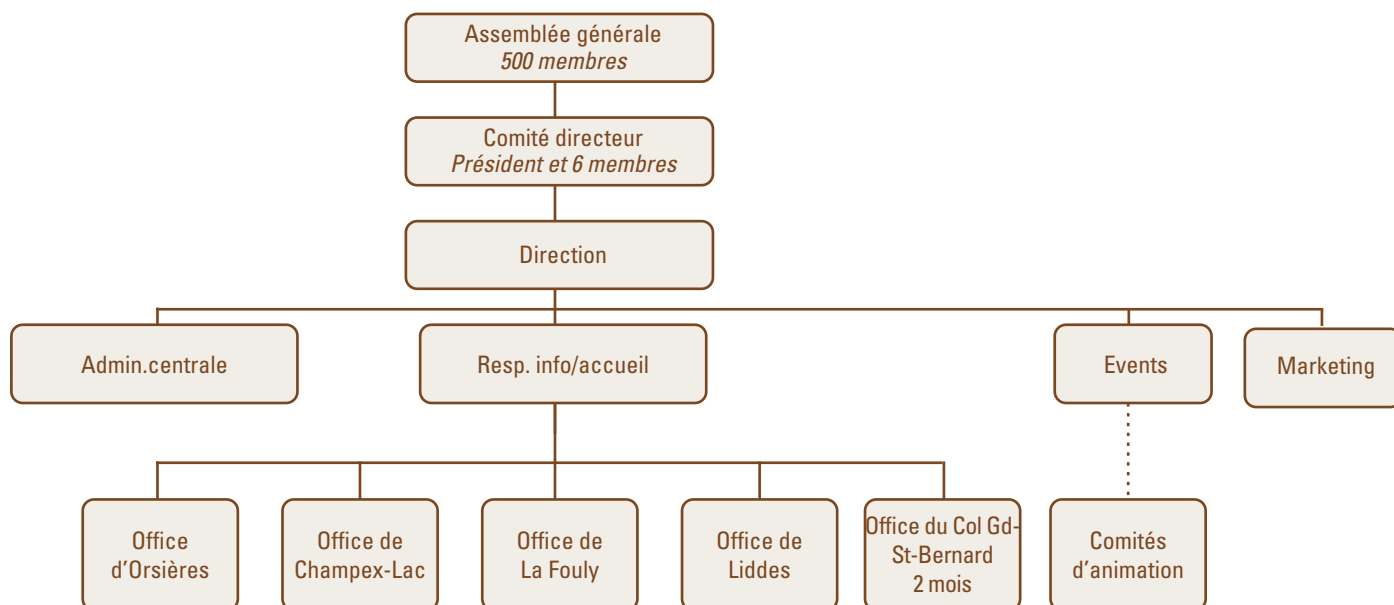 Assemblée générale
500 membres
Comité directeur
Président et 6 membres
Direction
Admin.centrale
Resp. info/accueil
Events
Marketing
Office
d’Orsières
Office de
Champex-Lac
Office de
La Fouly
Office de
Liddes
Office du Col Gd-
St-Bernard
2 mois
Comités
d’animation